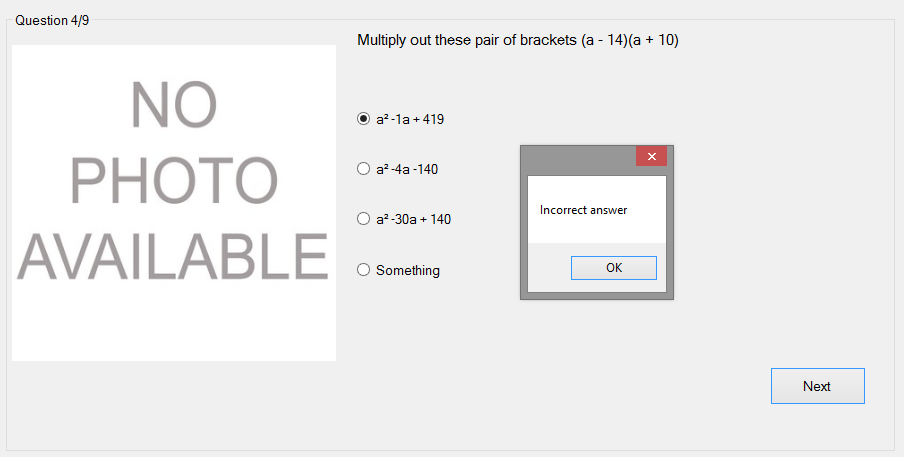 Question 4/9
NO
PHOTO
AVAILABLE
Multiply out these pair of brackets (a - 14)(a + 10)
a² -1a + 419
a² -4a -140
a² -30a + 140
Something
Incorrect answer
OK
Next